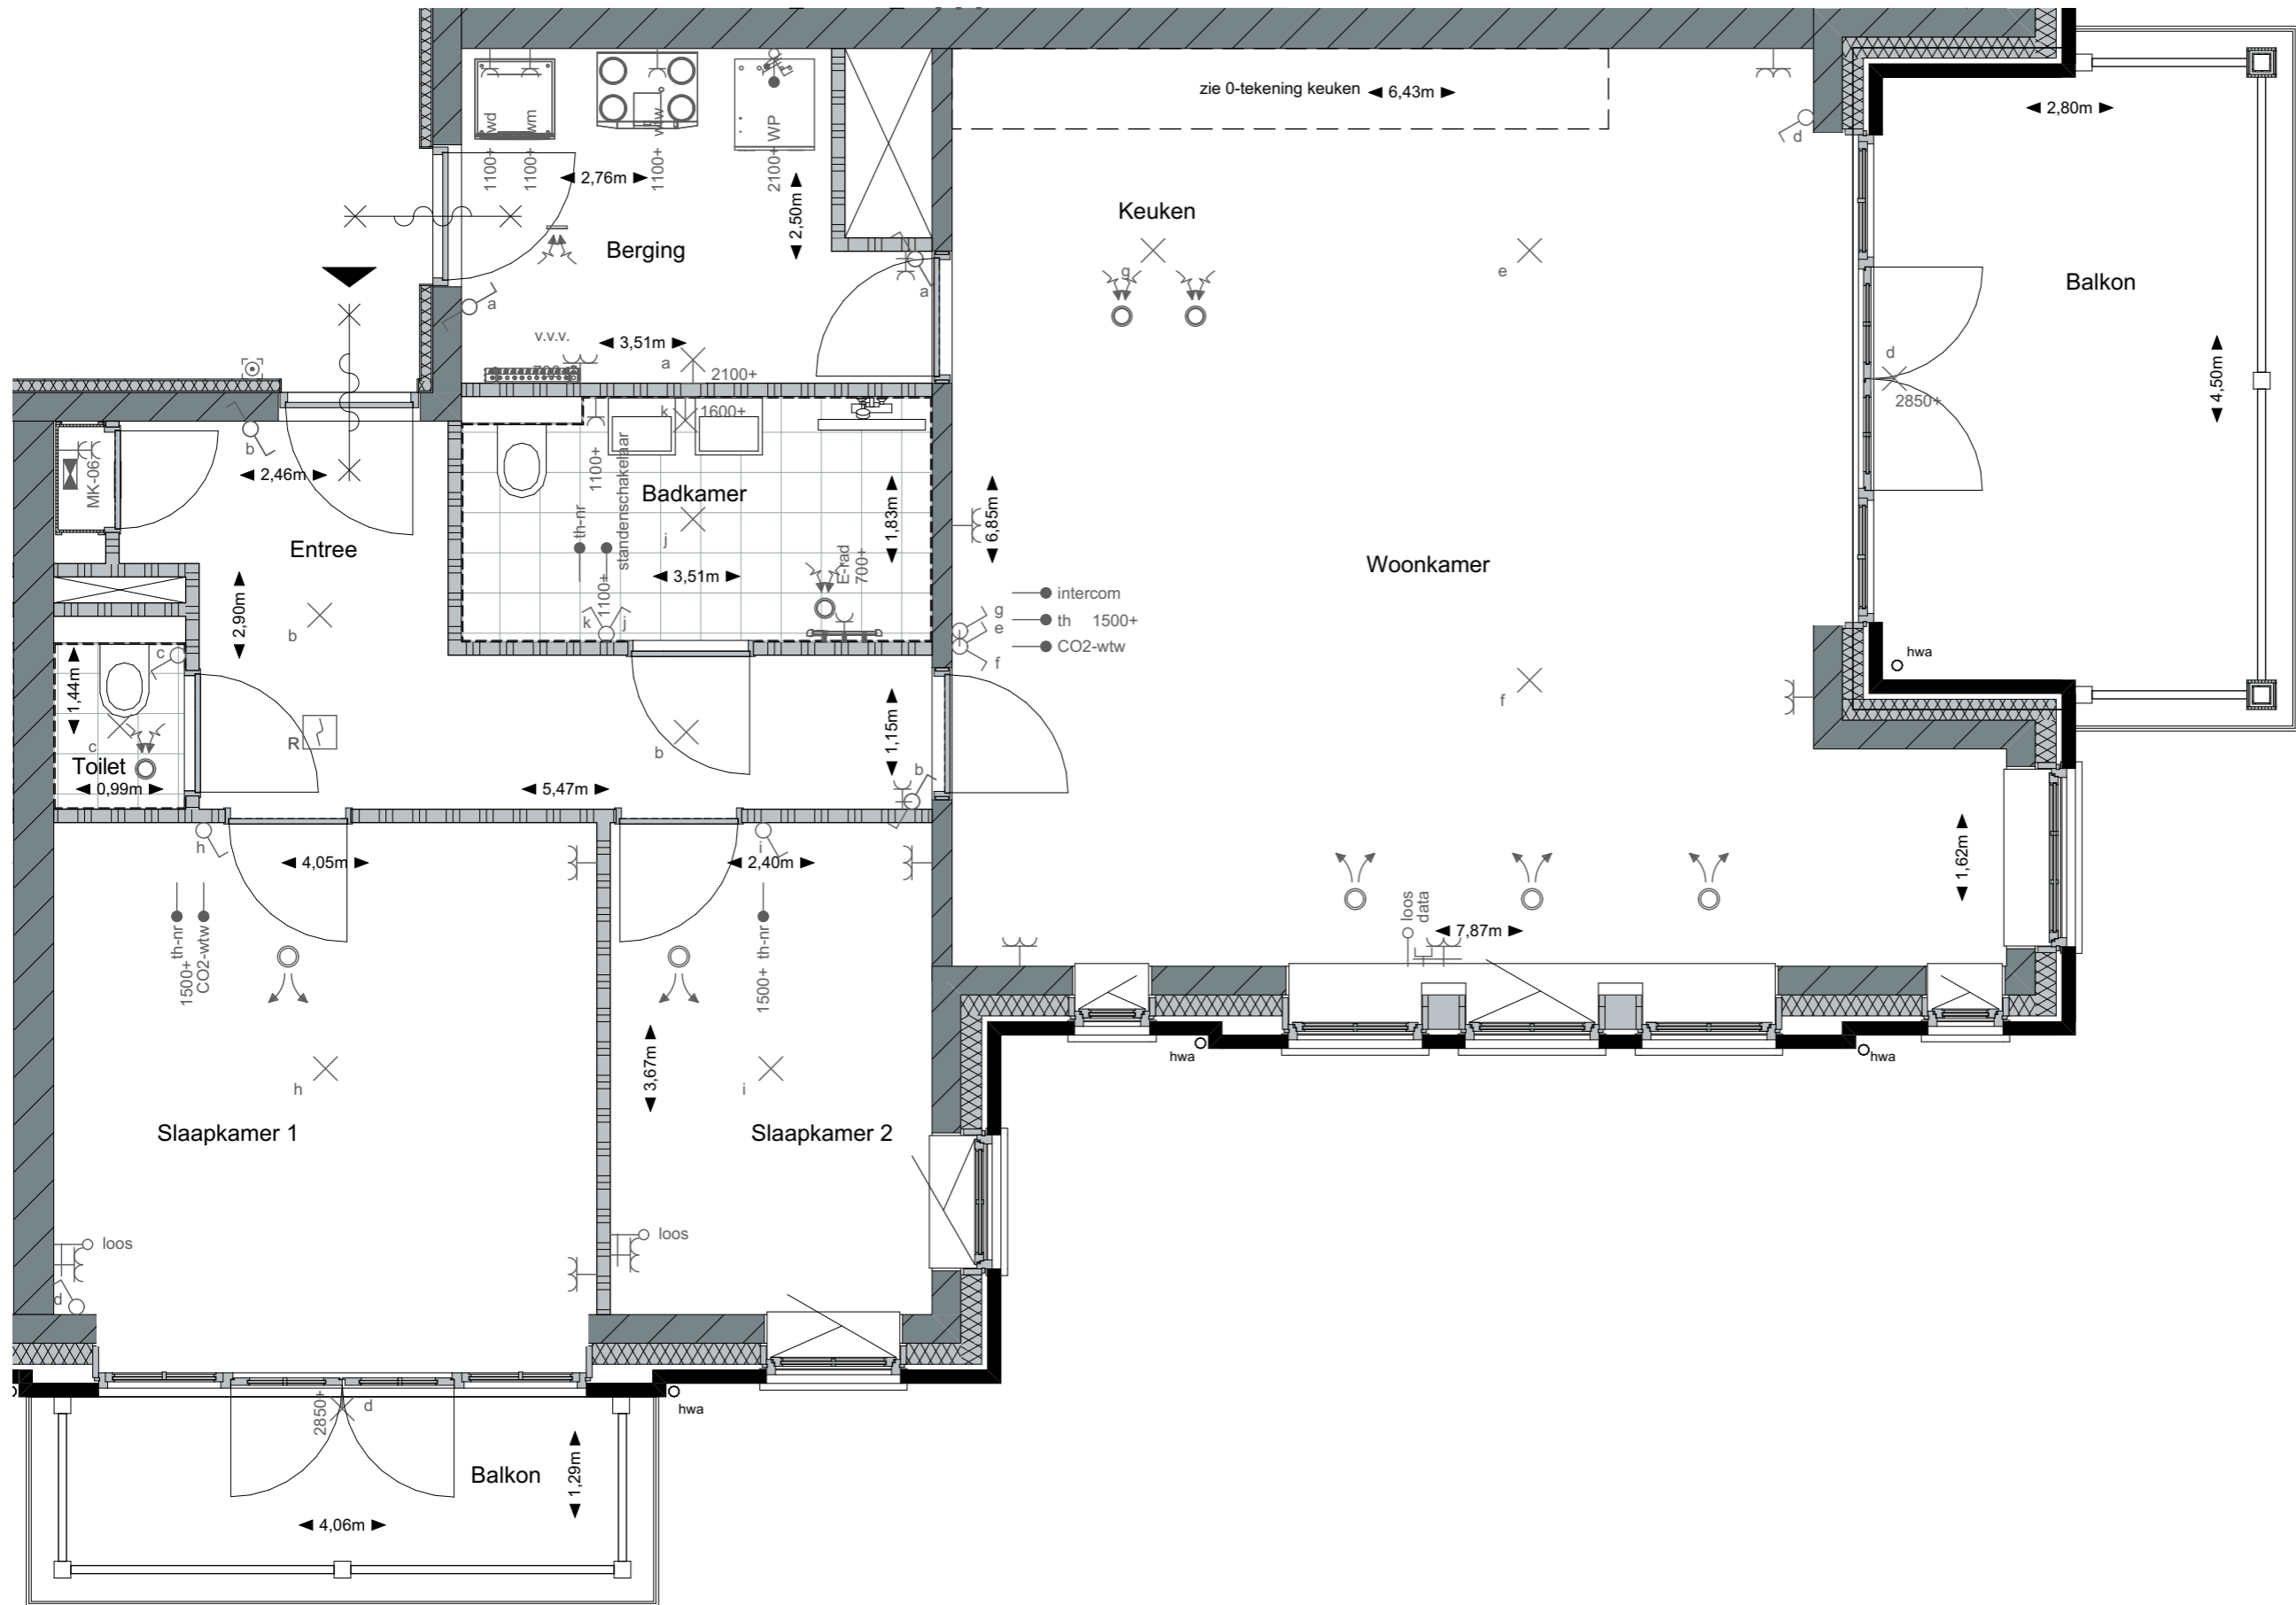 zie 0-tekening keuken 6,43m
2,80m
wd
wm
wtw
WP
1100+
1100+
1100+
2100+
2,76m
2,50m
Keuken
Berging
g
e
Balkon
a
a
d
v.v.v.
3,51m
a
2100+
d
2850+
4,50m
k
1600+
b
2,46m
MK-067
1100+
standenschakelaar
Badkamer
th-nr
j
1,83m
6,85m
Entree
3,51m
E-rad
700+
1100+
k
j
Woonkamer
intercom
th 1500+
CO2-wtw
g
e
f
2,90m
b
c
1,44m
hwa
R
c
b
f
1,15m
Toilet
0,99m
5,47m
b
h
4,05m
i
2,40m
1,62m
1500+
th-nr
CO2-wtw
1500+ th-nr
loos
data
7,87m
hwa
hwa
3,67m
h
i
Slaapkamer 1
Slaapkamer 2
loos
loos
d
2850+
d
hwa
Balkon
1,29m
4,06m